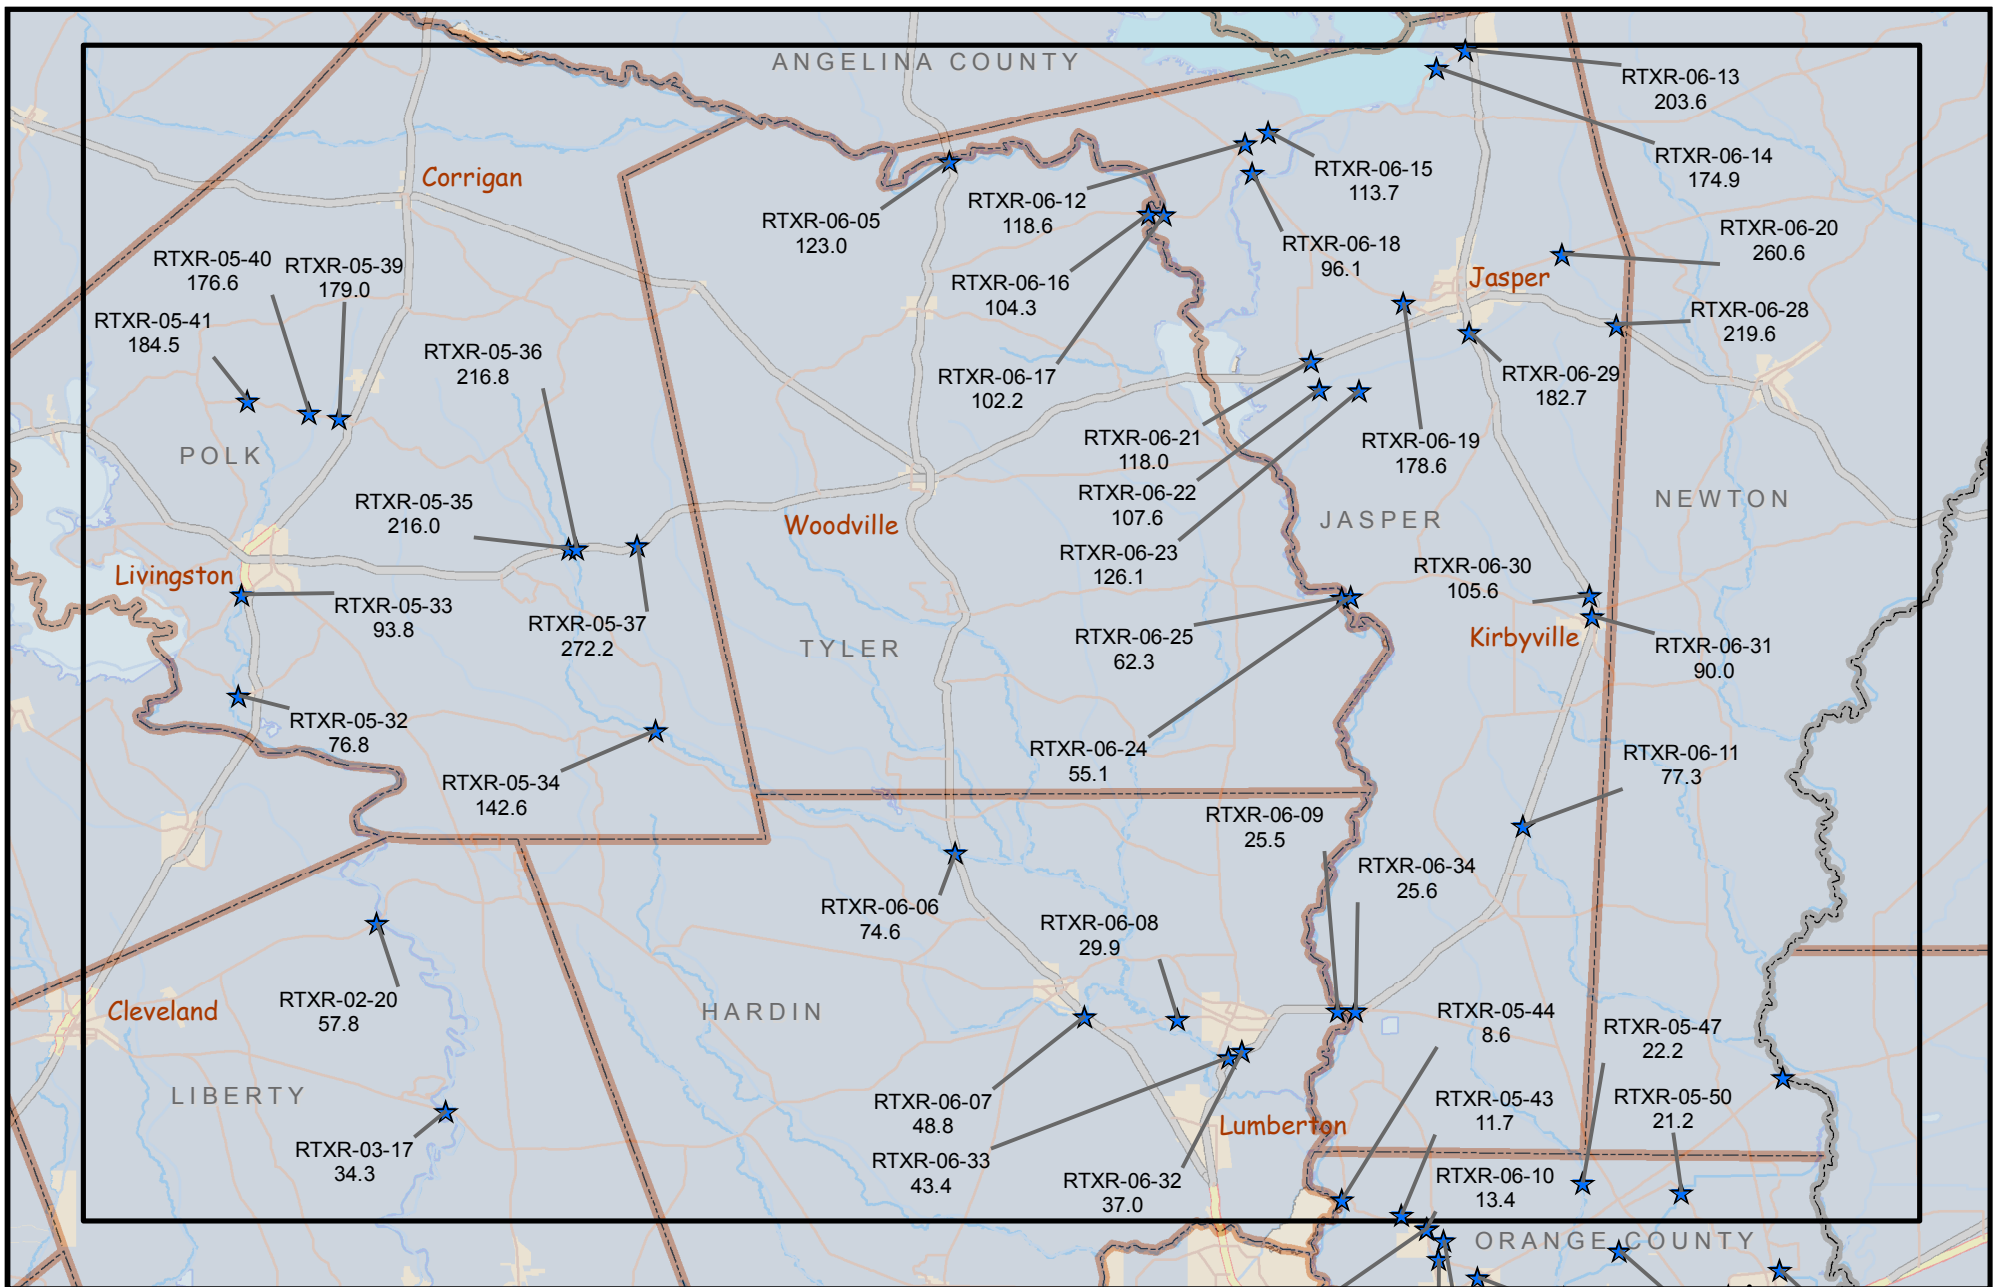 ANGELINA COUNTY
RTXR-06-13
203.6
RTXR-06-14
174.9
RTXR-06-15
113.7
Corrigan
RTXR-06-12
118.6
RTXR-06-05
123.0
RTXR-06-20
260.6
RTXR-06-18
96.1
RTXR-05-40
176.6
RTXR-05-39
179.0
Jasper
RTXR-06-16
104.3
RTXR-06-28
219.6
RTXR-05-41
184.5
RTXR-05-36
216.8
RTXR-06-17
102.2
RTXR-06-29
182.7
RTXR-06-21
118.0
RTXR-06-19
178.6
POLK
RTXR-06-22
107.6
NEWTON
RTXR-05-35
216.0
JASPER
Woodville
RTXR-06-23
126.1
RTXR-06-30
105.6
Livingston
RTXR-05-33
93.8
RTXR-05-37
272.2
RTXR-06-25
62.3
Kirbyville
TYLER
RTXR-06-31
90.0
RTXR-05-32
76.8
RTXR-06-24
55.1
RTXR-06-11
77.3
RTXR-05-34
142.6
RTXR-06-09
25.5
RTXR-06-34
25.6
RTXR-06-06
74.6
RTXR-06-08
29.9
RTXR-02-20
57.8
Cleveland
HARDIN
RTXR-05-44
8.6
RTXR-05-47
22.2
LIBERTY
RTXR-06-07
48.8
RTXR-05-43
11.7
RTXR-05-50
21.2
Lumberton
RTXR-03-17
34.3
RTXR-06-33
43.4
RTXR-06-32
37.0
RTXR-06-10
13.4
ORANGE COUNTY